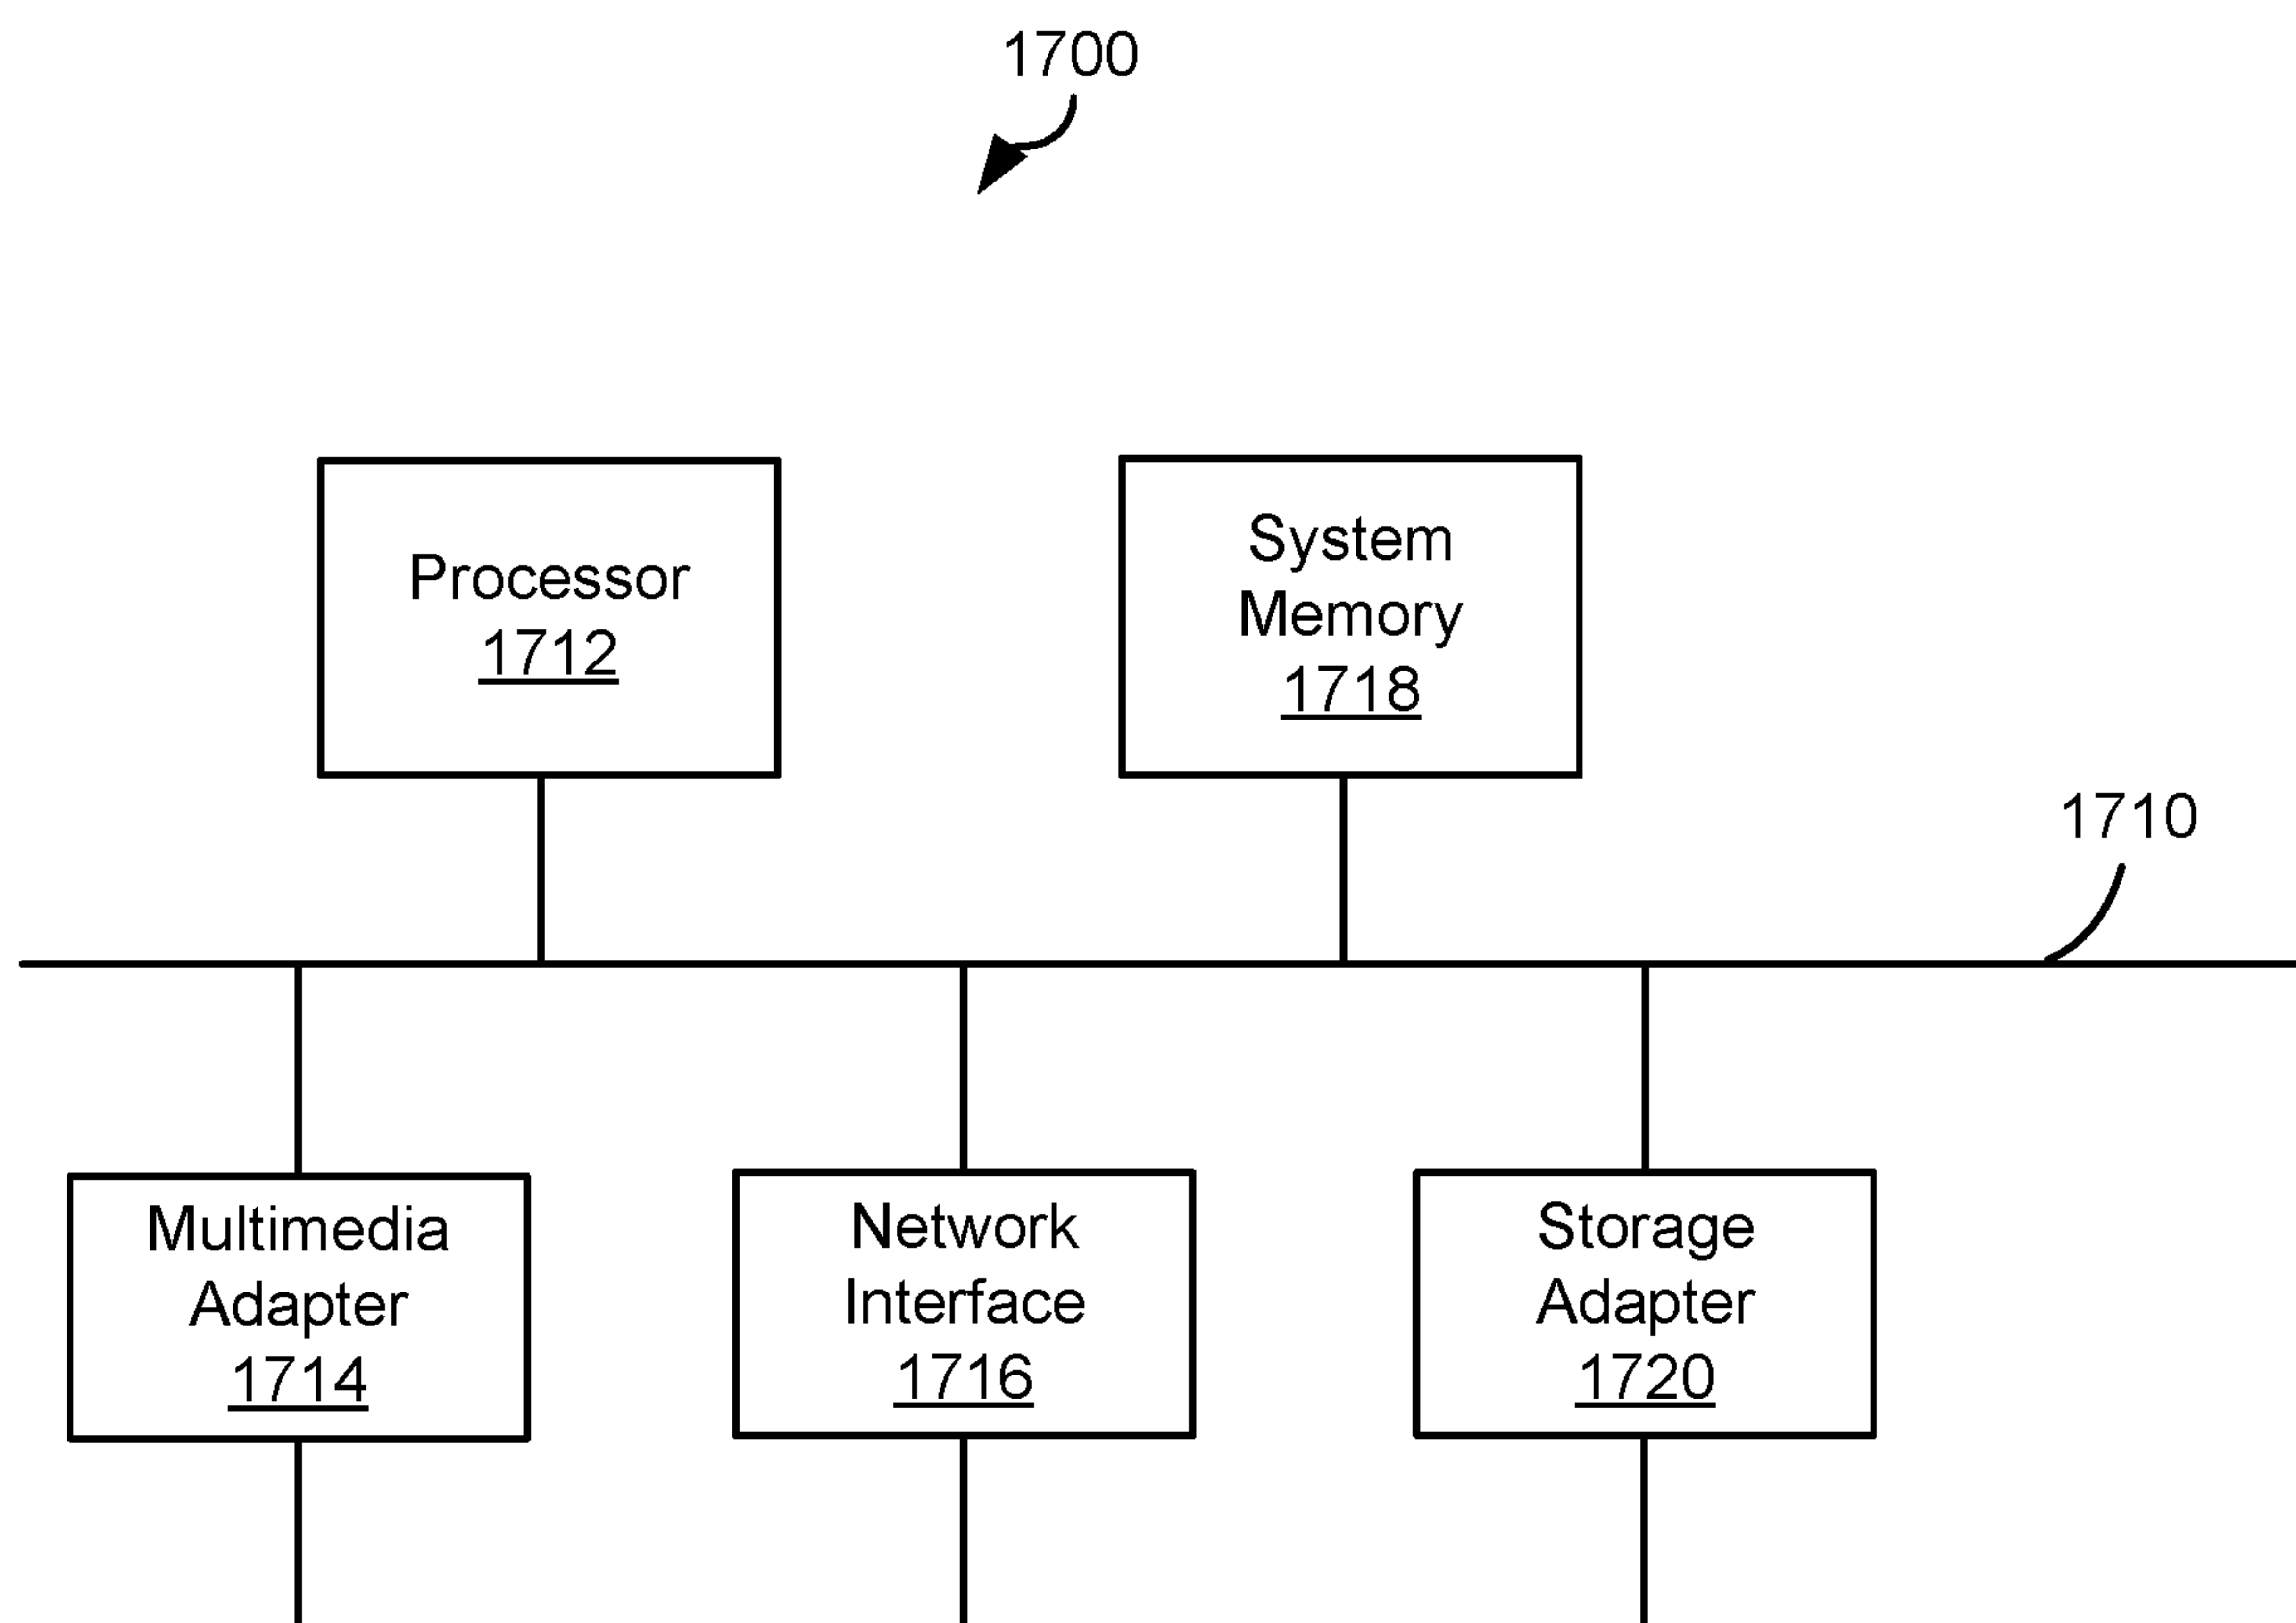 1700
Processor
1712
System
Memory
1718
1710
Multimedia
Adapter
1714
Network
Interface
1716
Storage
Adapter
1720